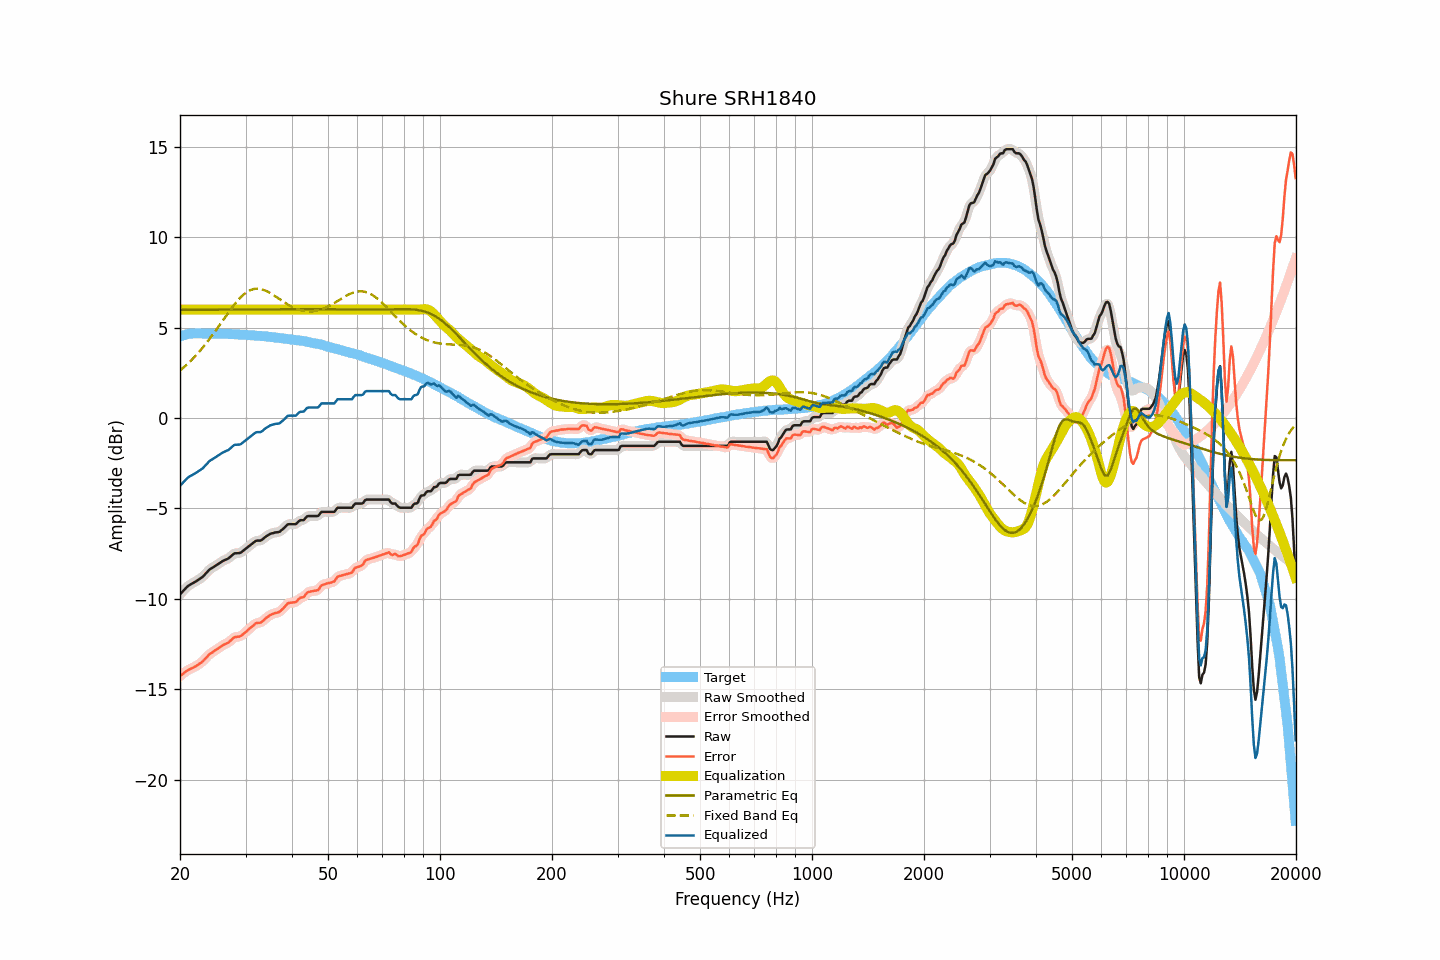 Shure SRH1840
15
10
5
0
−5
−10
−15
−20
Amplitude (dBr)
Target
Raw Smoothed
Error Smoothed
Raw
Error
Equalization
Parametric Eq
Fixed Band Eq
Equalized
20 50 100 200 500 1000 2000 5000 10000 20000
Frequency (Hz)